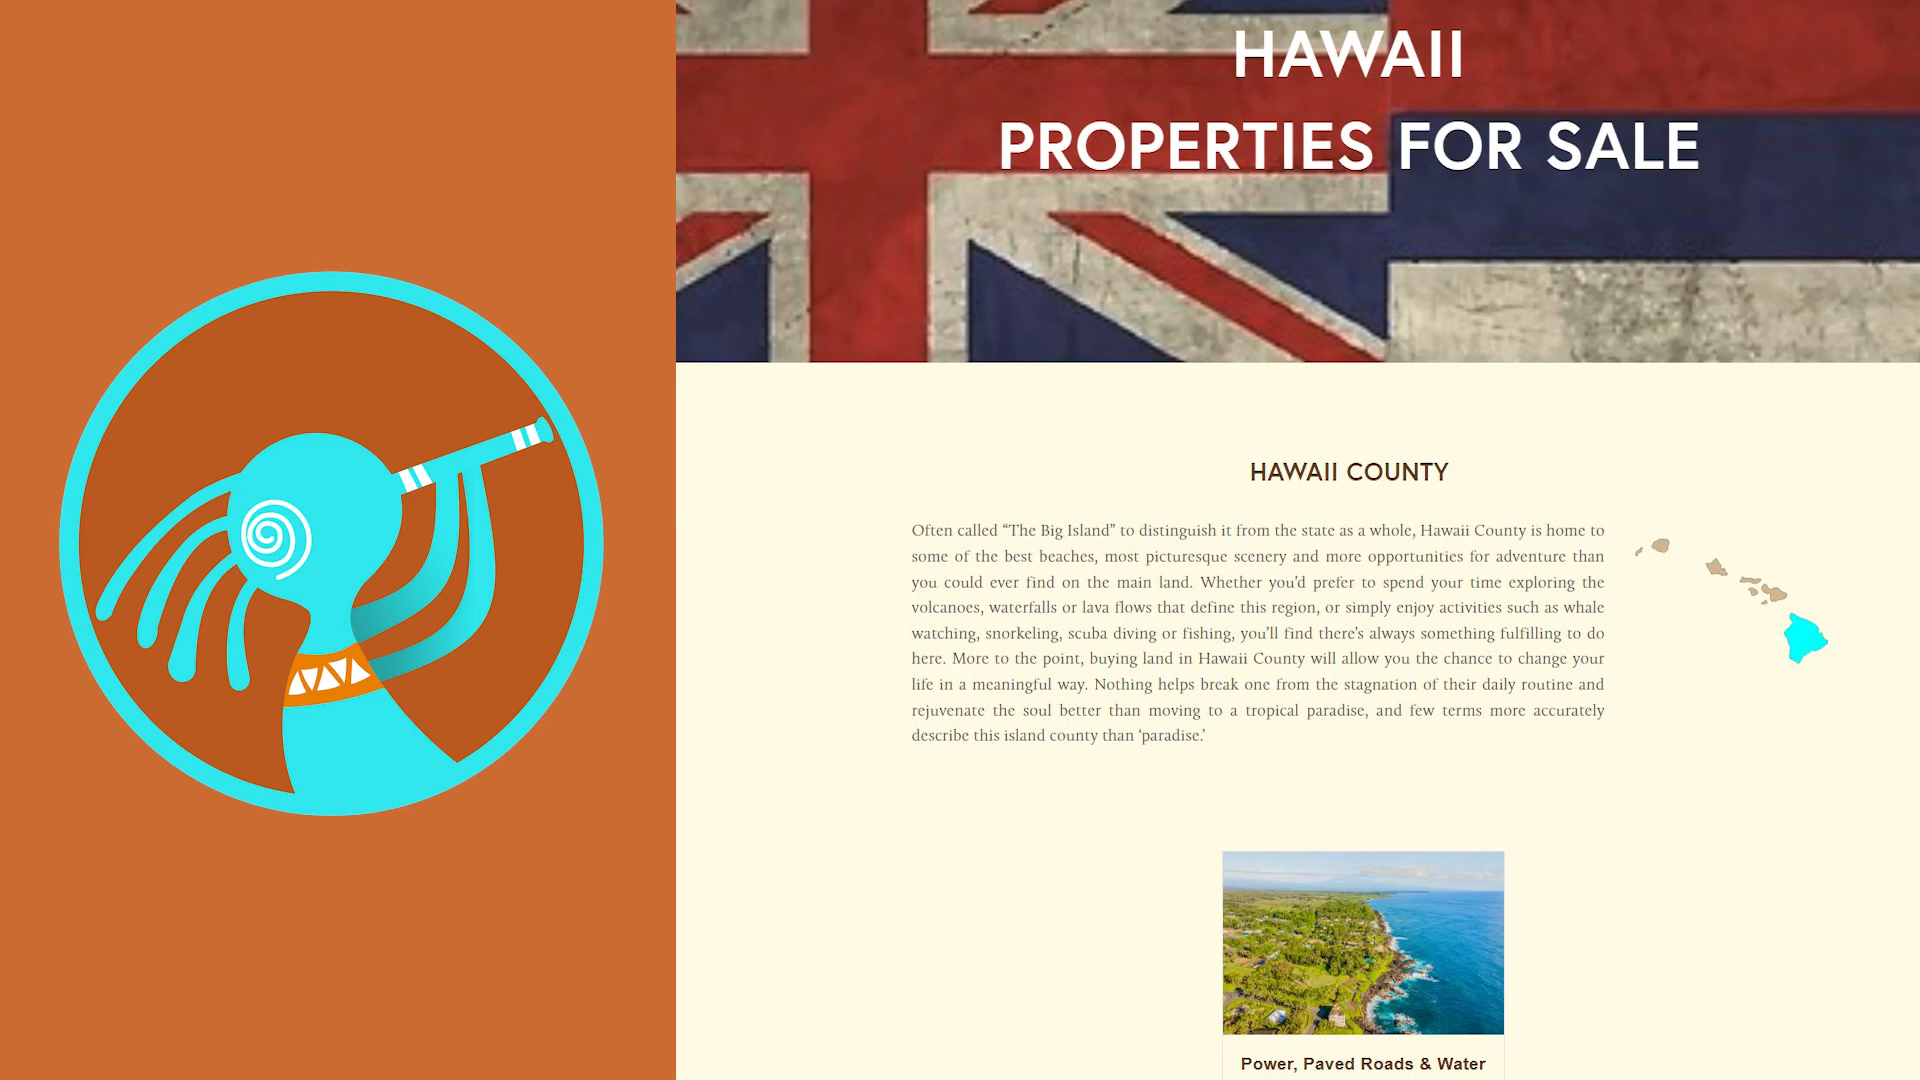 HAWAII
PROPERTIES FOR SALE
HAWAII COUNTY
Often called “The Big Island” to distinguish it from the state as a whole, Hawaii County is home to
some of the best beaches, most picturesque scenery and more opportunities for adventure than
you could ever find on the main land. Whether you’d prefer to spend your time exploring the
volcanoes, waterfalls or lava flows that define this region, or simply enjoy activities such as whale
watching, snorkeling, scuba diving or fishing, you’ll find there’s always something fulfilling to do
here. More to the point, buying land in Hawaii County will allow you the chance to change your
life in a meaningful way. Nothing helps break one from the stagnation of their daily routine and
rejuvenate the soul better than moving to a tropical paradise, and few terms more accurately
describe this island county than ‘paradise.’
Power, Paved Roads & Water